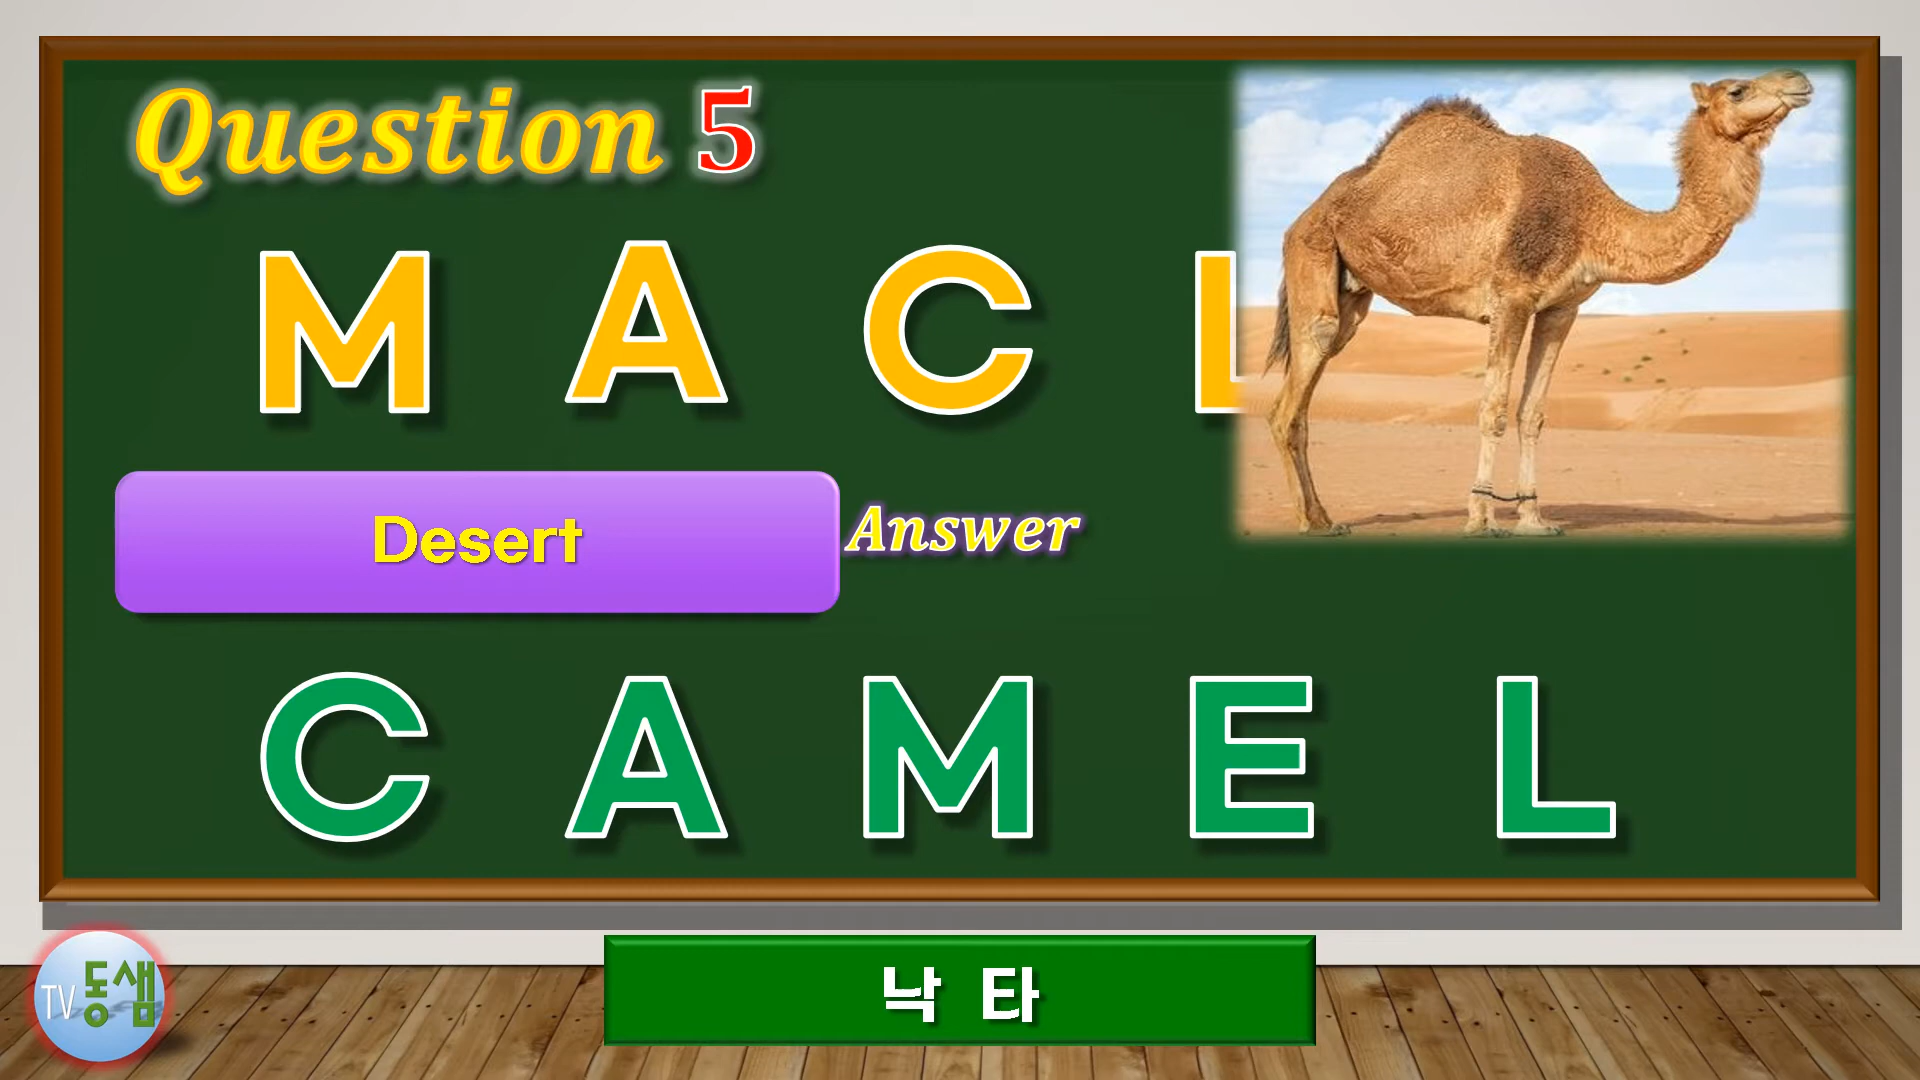 Question 5
M A C L
Desert
Answer
C A M E L
낙 타
TV 동샘